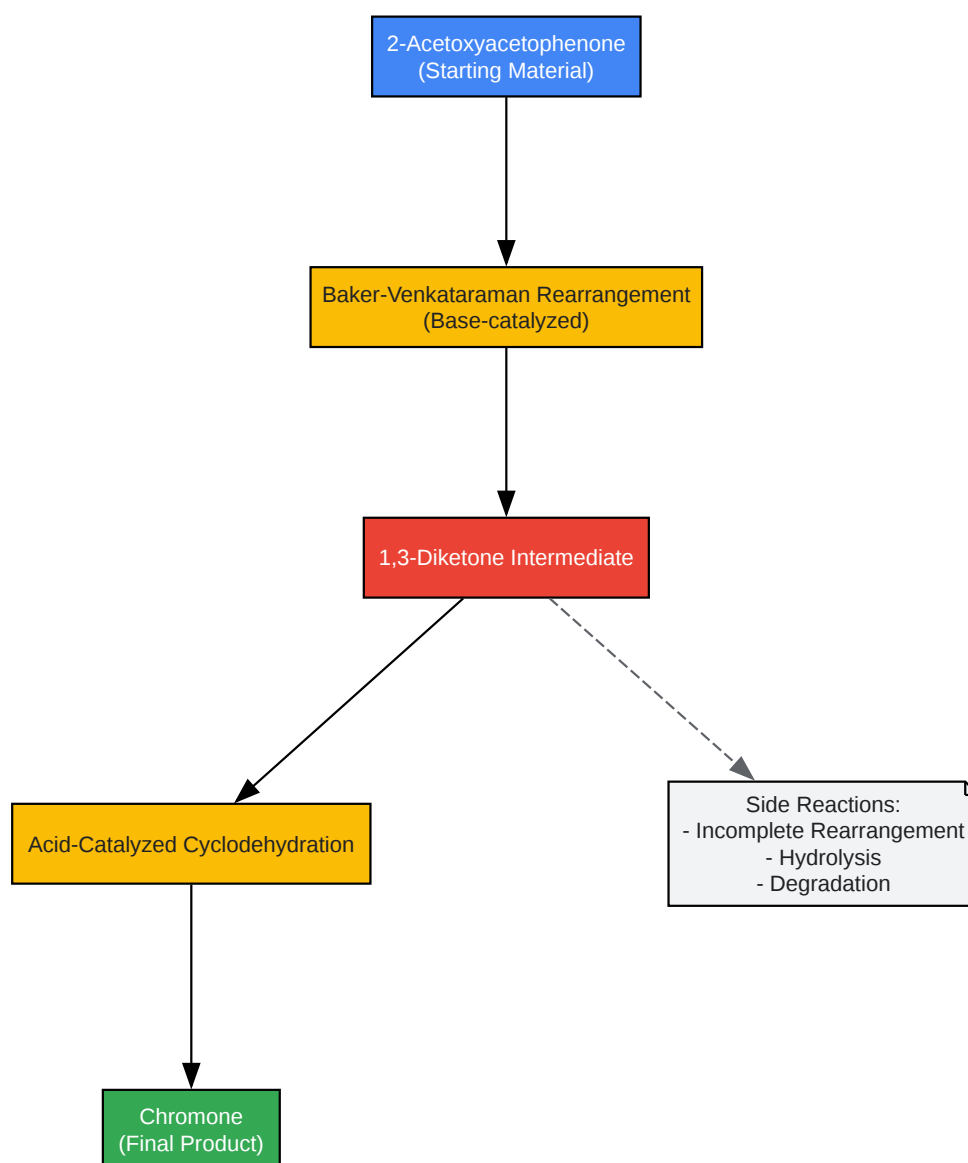 2-Acetoxyacetophenone
(Starting Material)
Baker-Venkataraman Rearrangement
(Base-catalyzed)
1,3-Diketone Intermediate
Acid-Catalyzed Cyclodehydration
Side Reactions:
- Incomplete Rearrangement
- Hydrolysis
- Degradation
Chromone
(Final Product)